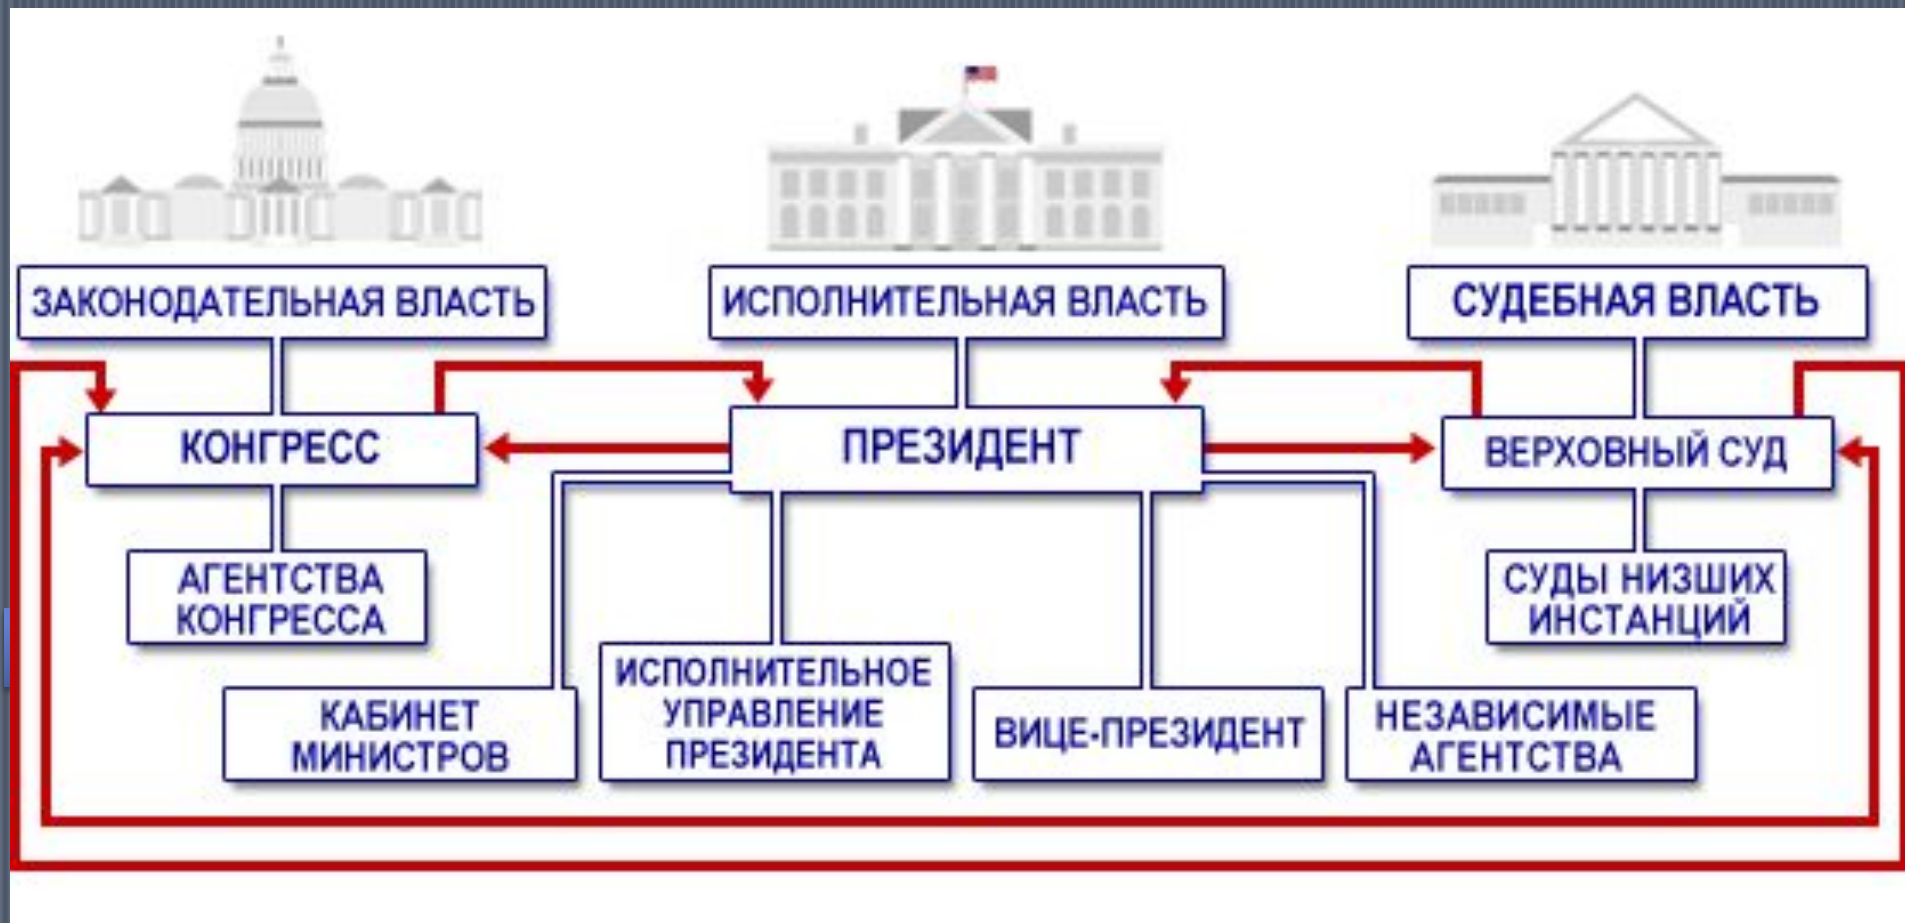 ЗАКОНОДАТЕЛЬНАЯ ВЛАСТЬ
ИСПОЛНИТЕЛЬНАЯ ВЛАСТЬ
СУДЕБНАЯ ВЛАСТЬ
КОНГРЕСС
ПРЕЗИДЕНТ
ВЕРХОВНЫЙ СУД
АГЕНТСТВА
КОНГРЕССА
СУДЫ НИЗШИХ
ИНСТАНЦИЙ
КАБИНЕТ
МИНИСТРОВ
ИСПОЛНИТЕЛЬНОЕ
УПРАВЛЕНИЕ
ПРЕЗИДЕНТА
ВИЦЕ-ПРЕЗИДЕНТ
НЕЗАВИСИМЫЕ
АГЕНТСТВА